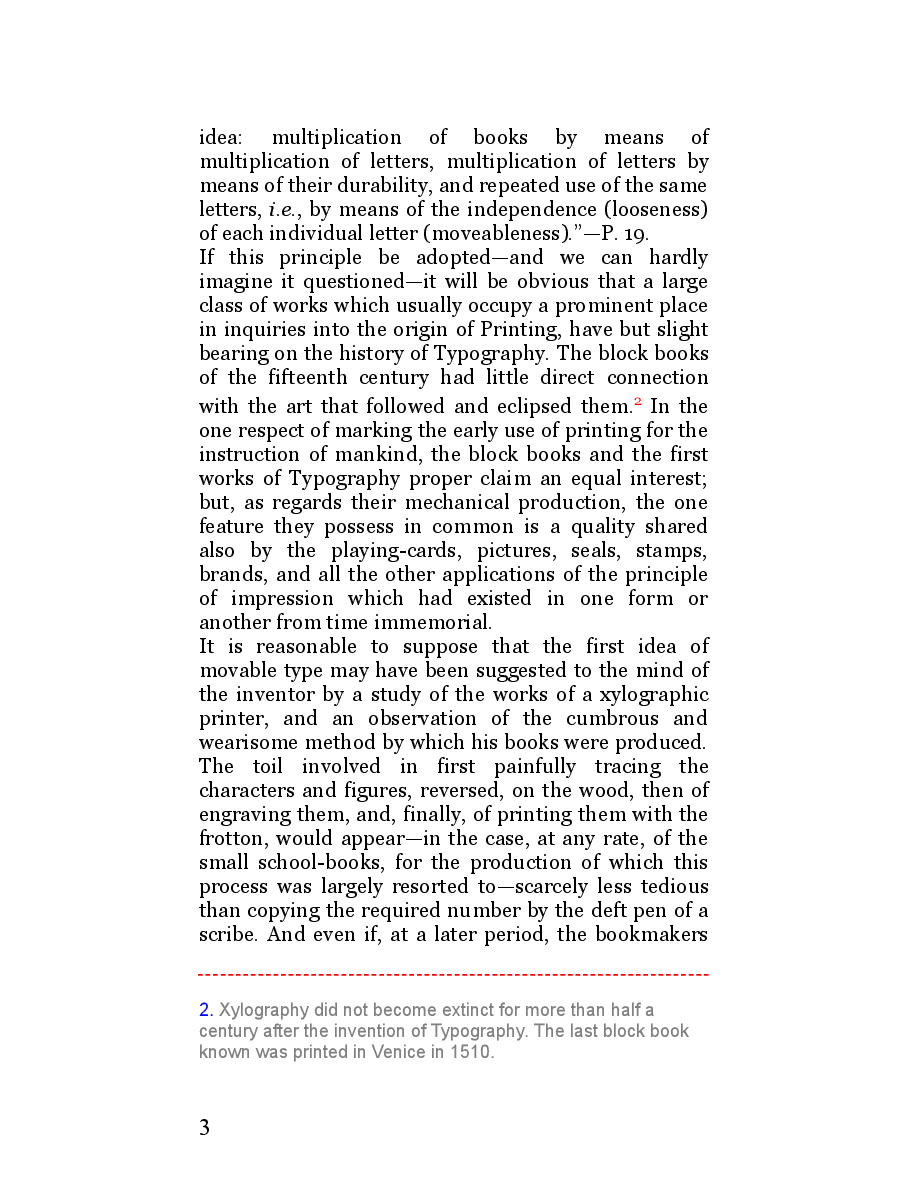 idea: multiplication of books by means of
multiplication of letters, multiplication of letters by
means of their durability, and repeated use of the same
letters, i.e., by means of the independence (looseness)
of each individual letter (moveableness).”—P. 19.
If this principle be adopted—and we can hardly
imagine it questioned—it will be obvious that a large
class of works which usually occupy a prominent place
in inquiries into the origin of Printing, have but slight
bearing on the history of Typography. The block books
of the fifteenth century had little direct connection
with the art that followed and eclipsed them.2 In the
one respect of marking the early use of printing for the
instruction of mankind, the block books and the first
works of Typography proper claim an equal interest;
but, as regards their mechanical production, the one
feature they possess in common is a quality shared
also by the playing-cards, pictures, seals, stamps,
brands, and all the other applications of the principle
of impression which had existed in one form or
another from time immemorial.
It is reasonable to suppose that the first idea of
movable type may have been suggested to the mind of
the inventor by a study of the works of a xylographic
printer, and an observation of the cumbrous and
wearisome method by which his books were produced.
The toil involved in first painfully tracing the
characters and figures, reversed, on the wood, then of
engraving them, and, finally, of printing them with the
frotton, would appear—in the case, at any rate, of the
small school-books, for the production of which this
process was largely resorted to—scarcely less tedious
than copying the required number by the deft pen of a
scribe. And even if, at a later period, the bookmakers
2. Xylography did not become extinct for more than half a
century after the invention of Typography. The last block book
known was printed in Venice in 1510.
3